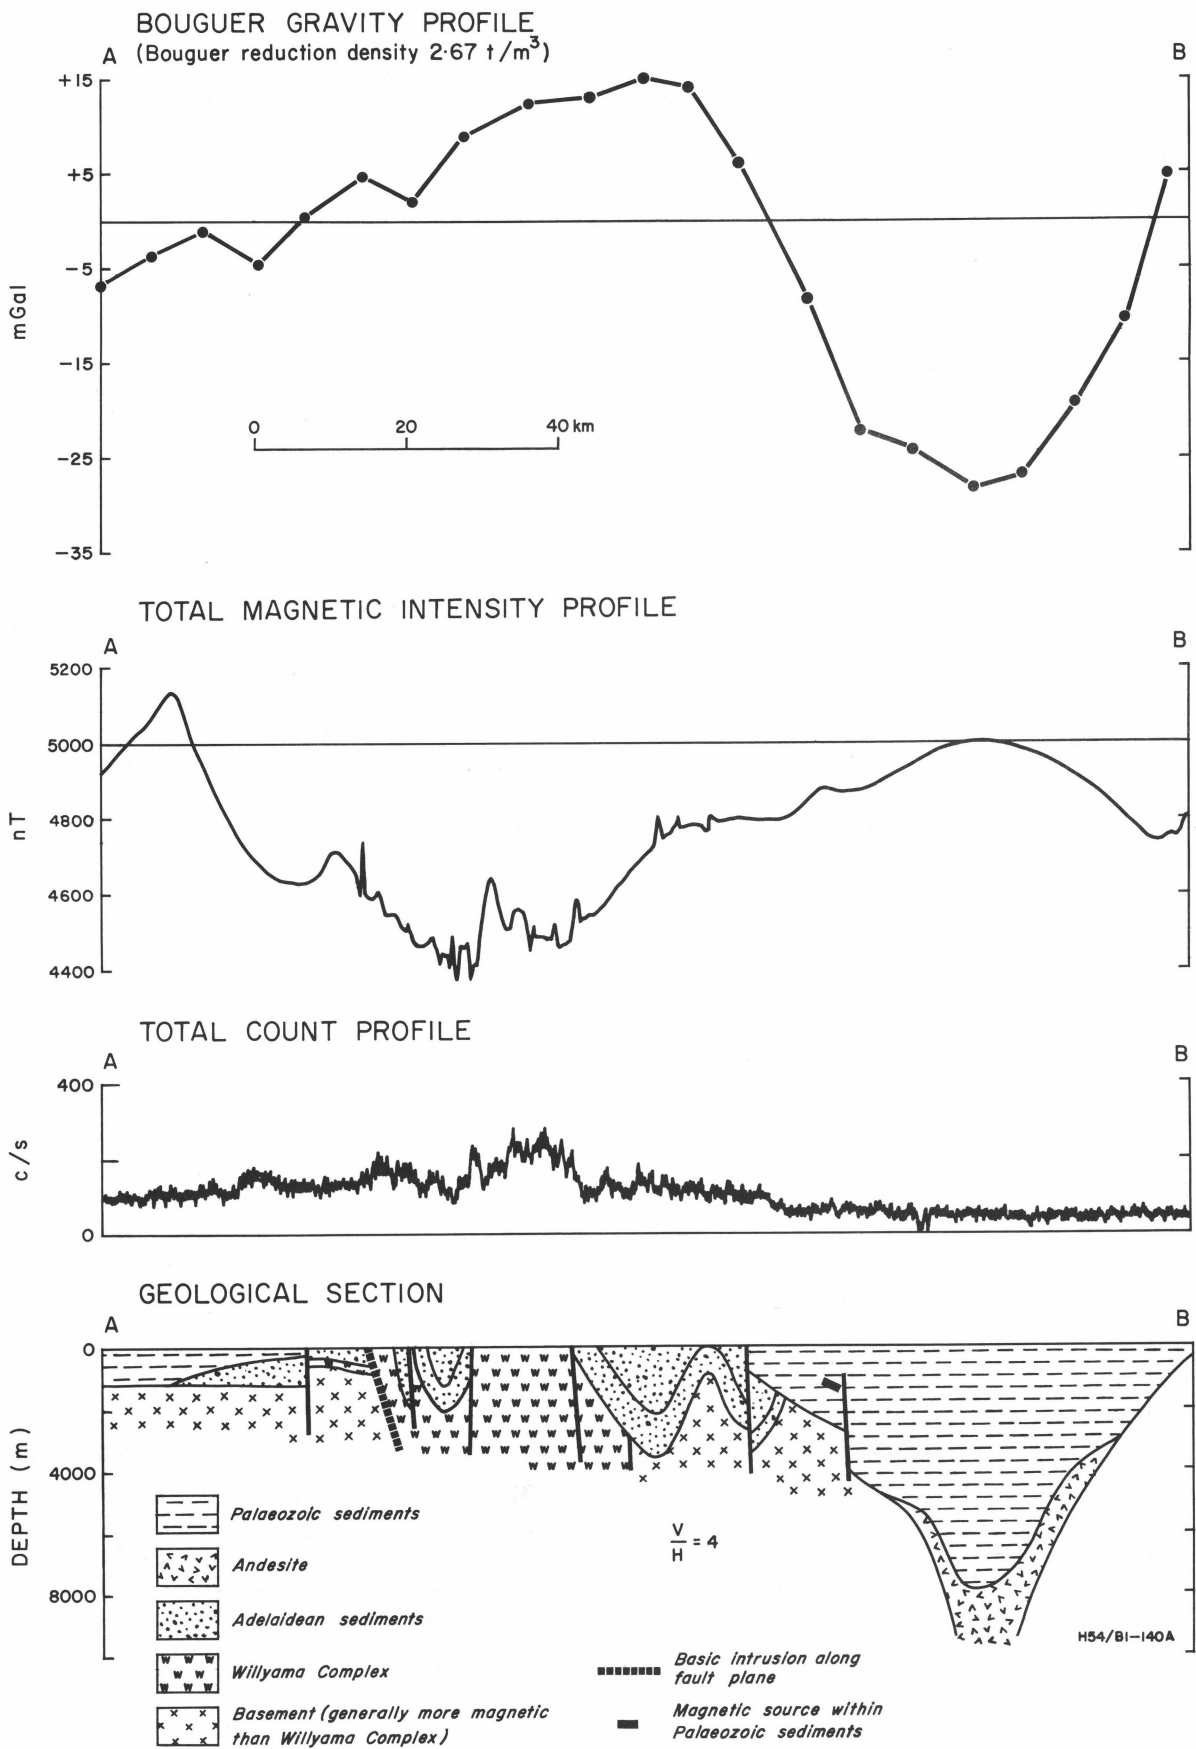 BOUGUER GRAVITY PROFILE
A (Bouguer reduction density 2·67 t/m³) B
+15
+5
−5
−15
−25
−35
mGal
0 20 40 km
TOTAL MAGNETIC INTENSITY PROFILE
A B
5200
5000
4800
4600
4400
nT
TOTAL COUNT PROFILE
A B
400
0
c/s
GEOLOGICAL SECTION
A B
0
4000
8000
DEPTH (m)
Palaeozoic sediments
Andesite
Adelaidean sediments
Willyama Complex
Basement (generally more magnetic
than Willyama Complex)
V/H = 4
H54/B1−140A
Basic intrusion along
fault plane
Magnetic source within
Palaeozoic sediments